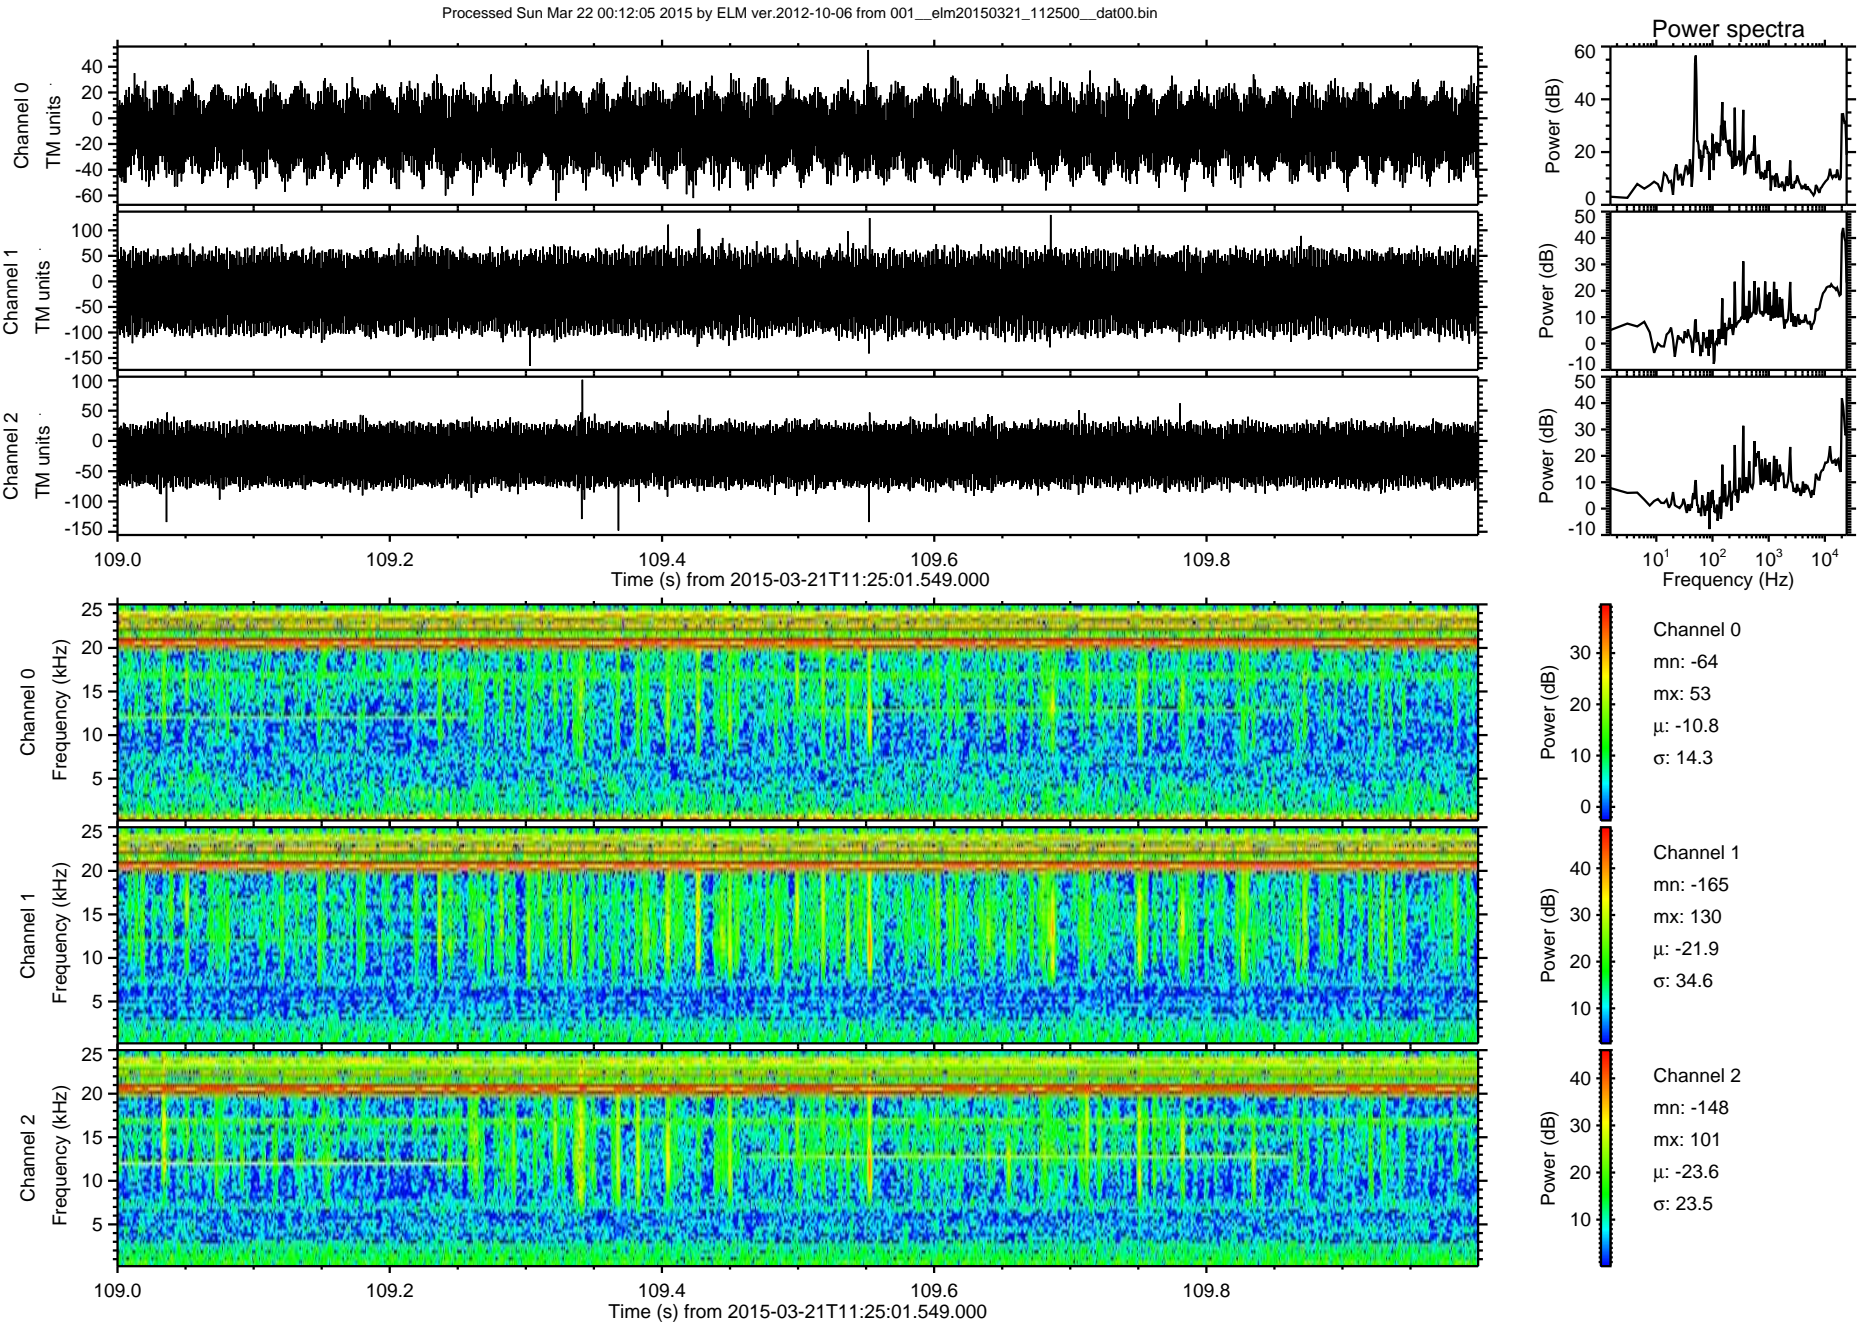 Processed Sun Mar 22 00:12:05 2015 by ELM ver.2012-10-06 from 001__elm20150321_112500__dat00.bin
Power spectra
Channel 0
TM units
40
20
0
-20
-40
-60
Power (dB)
60
40
20
0
Channel 1
TM units
100
50
0
-50
-100
-150
Power (dB)
50
40
30
20
10
0
-10
Channel 2
TM units
100
50
0
-50
-100
-150
Power (dB)
50
40
30
20
10
0
-10
109.0 109.2 109.4 109.6 109.8
Time (s) from 2015-03-21T11:25:01.549.000
10^1 10^2 10^3 10^4
Frequency (Hz)
Channel 0
Frequency (kHz)
25
20
15
10
5
Power (dB)
30
20
10
0
Channel 0
mn: -64
mx: 53
μ: -10.8
σ: 14.3
Channel 1
Frequency (kHz)
25
20
15
10
5
Power (dB)
40
30
20
10
Channel 1
mn: -165
mx: 130
μ: -21.9
σ: 34.6
Channel 2
Frequency (kHz)
25
20
15
10
5
Power (dB)
40
30
20
10
Channel 2
mn: -148
mx: 101
μ: -23.6
σ: 23.5
109.0 109.2 109.4 109.6 109.8
Time (s) from 2015-03-21T11:25:01.549.000